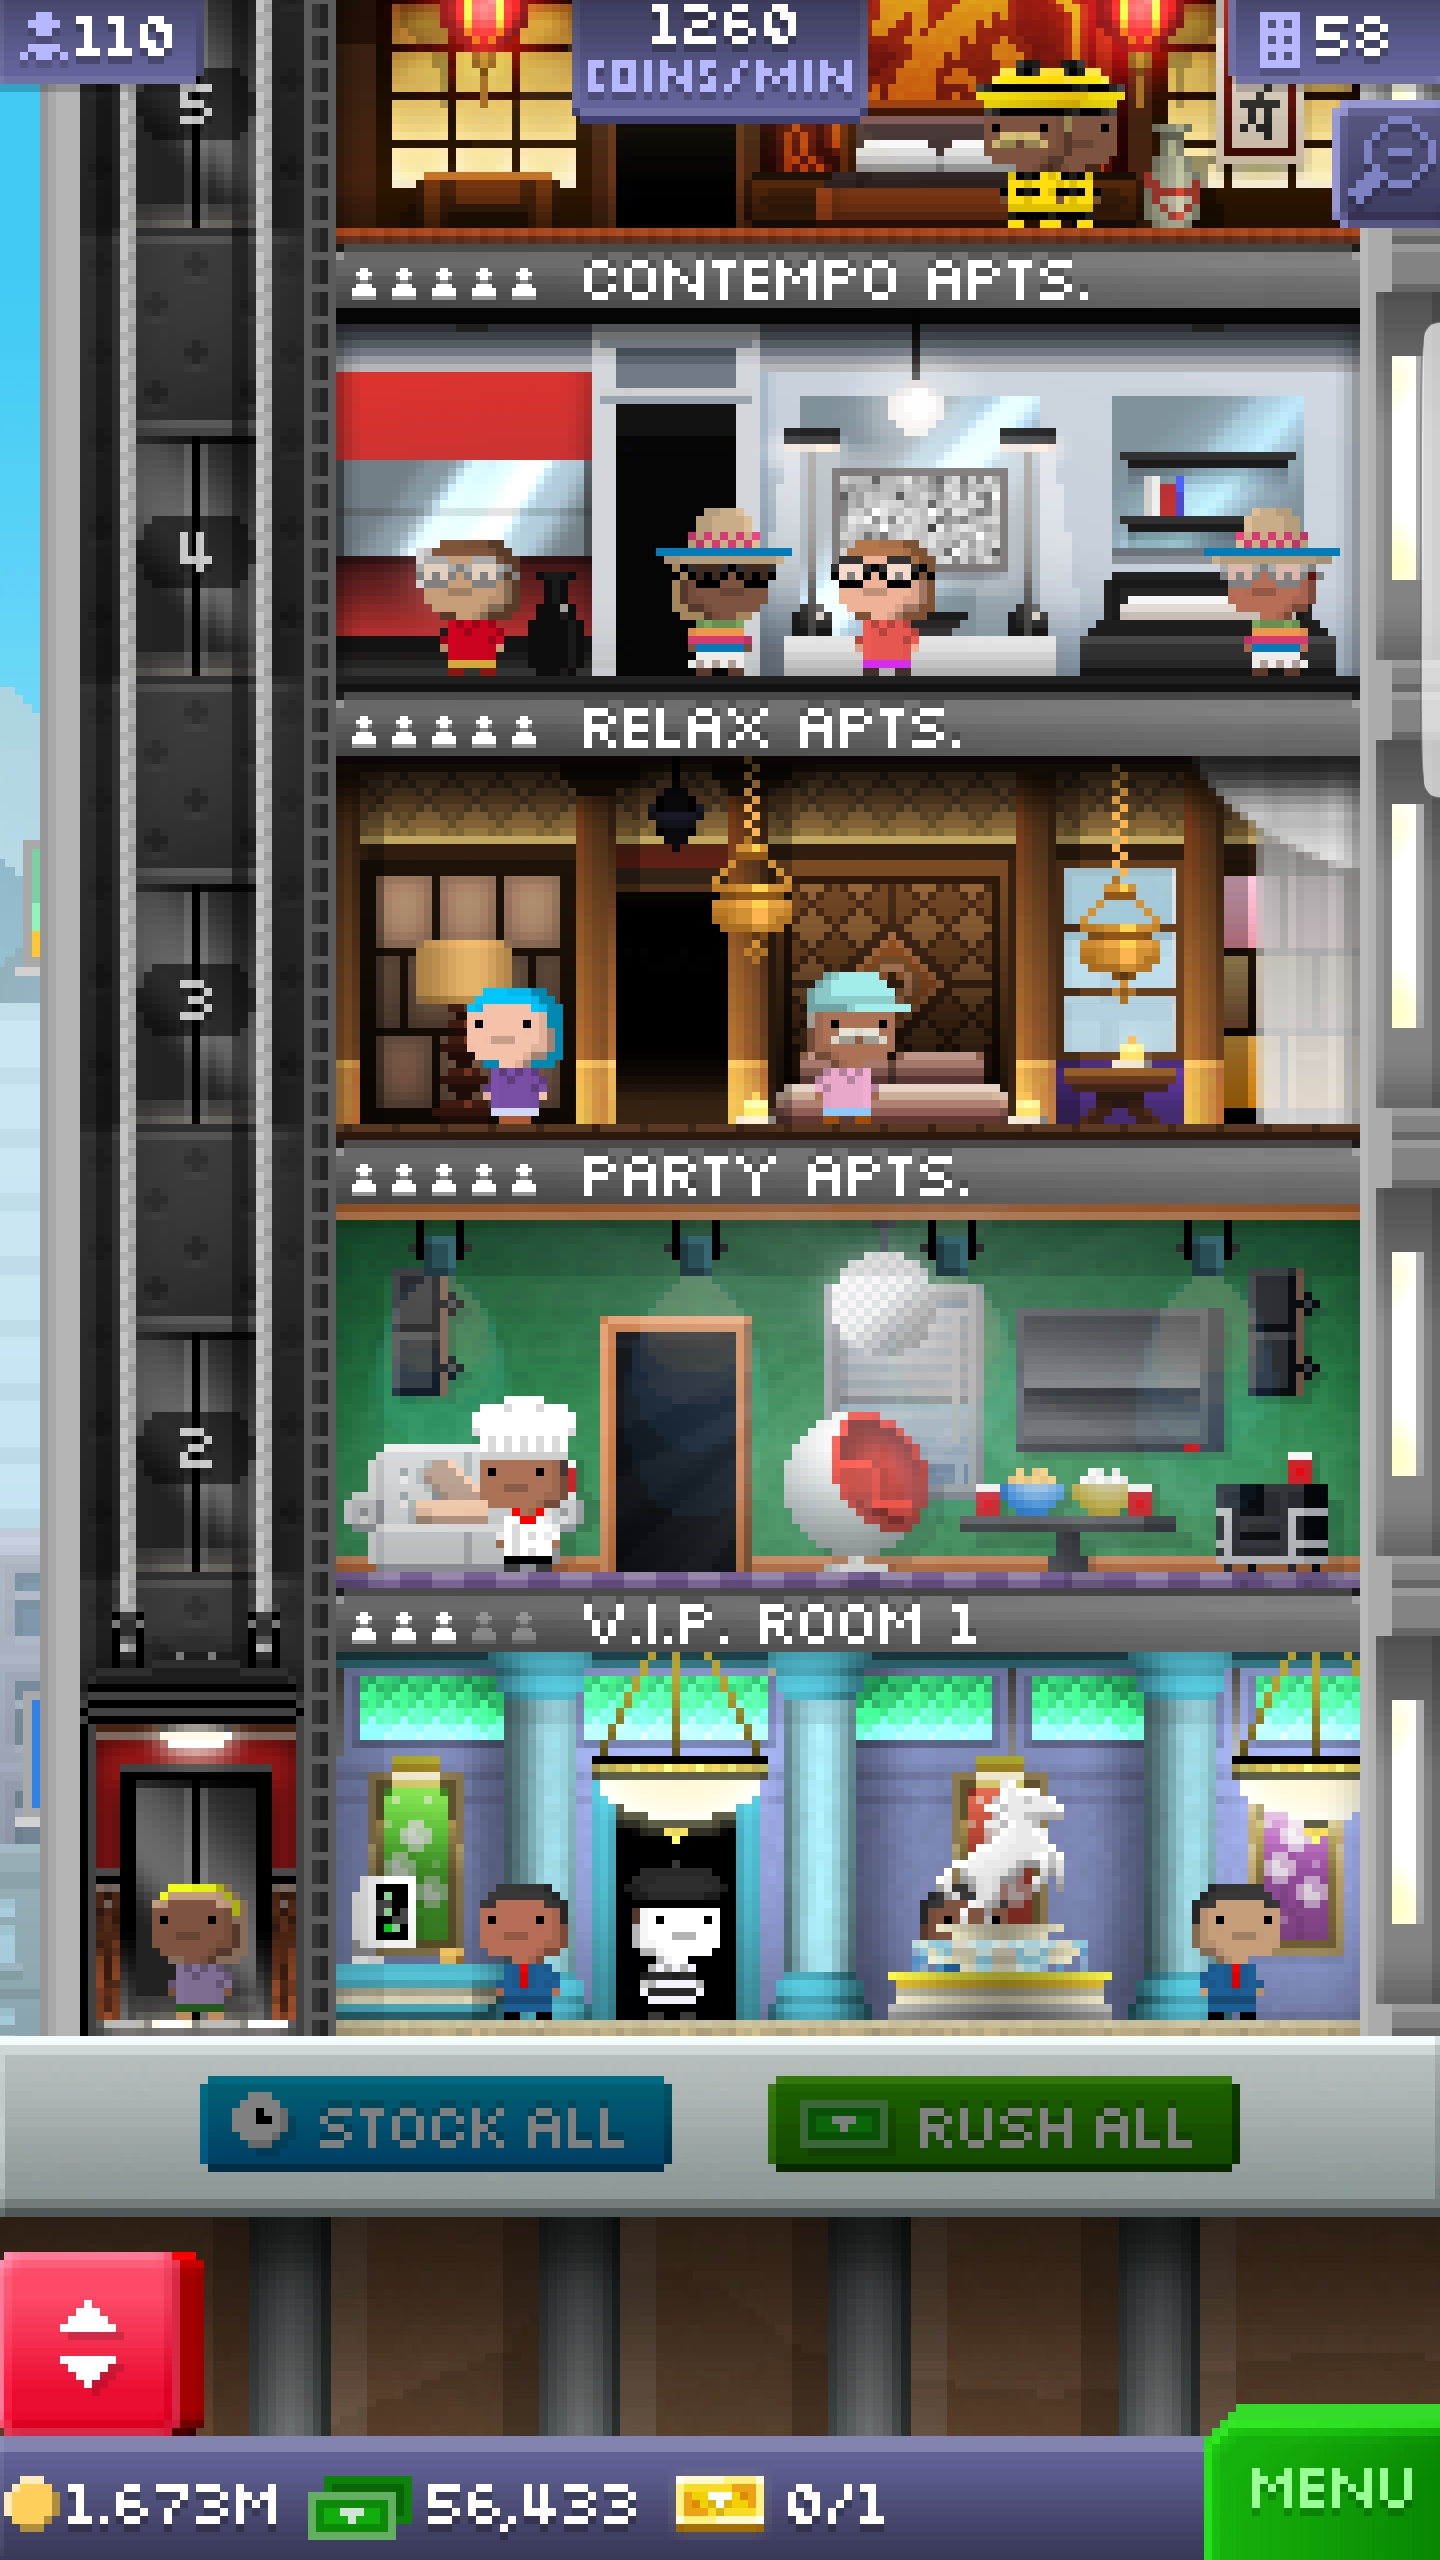 110
1260
COINS/MIN
58
5
CONTEMPO APTS.
4
RELAX APTS.
3
PARTY APTS.
2
V.I.P. ROOM 1
STOCK ALL
RUSH ALL
1.673M
56,433
0/1
MENU